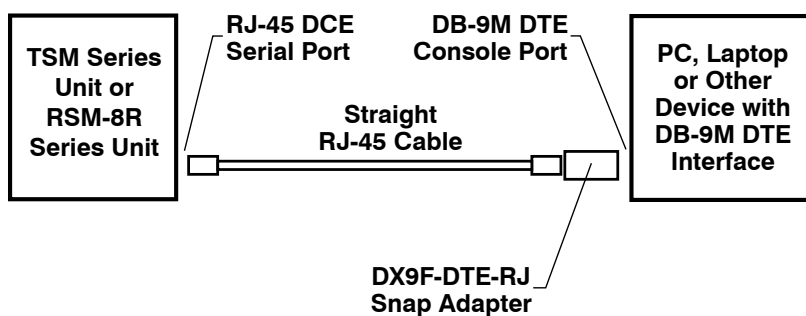 TSM Series
Unit or
RSM-8R
Series Unit
RJ-45 DCE
Serial Port
DB-9M DTE
Console Port
PC, Laptop
or Other
Device with
DB-9M DTE
Interface
Straight
RJ-45 Cable
DX9F-DTE-RJ
Snap Adapter